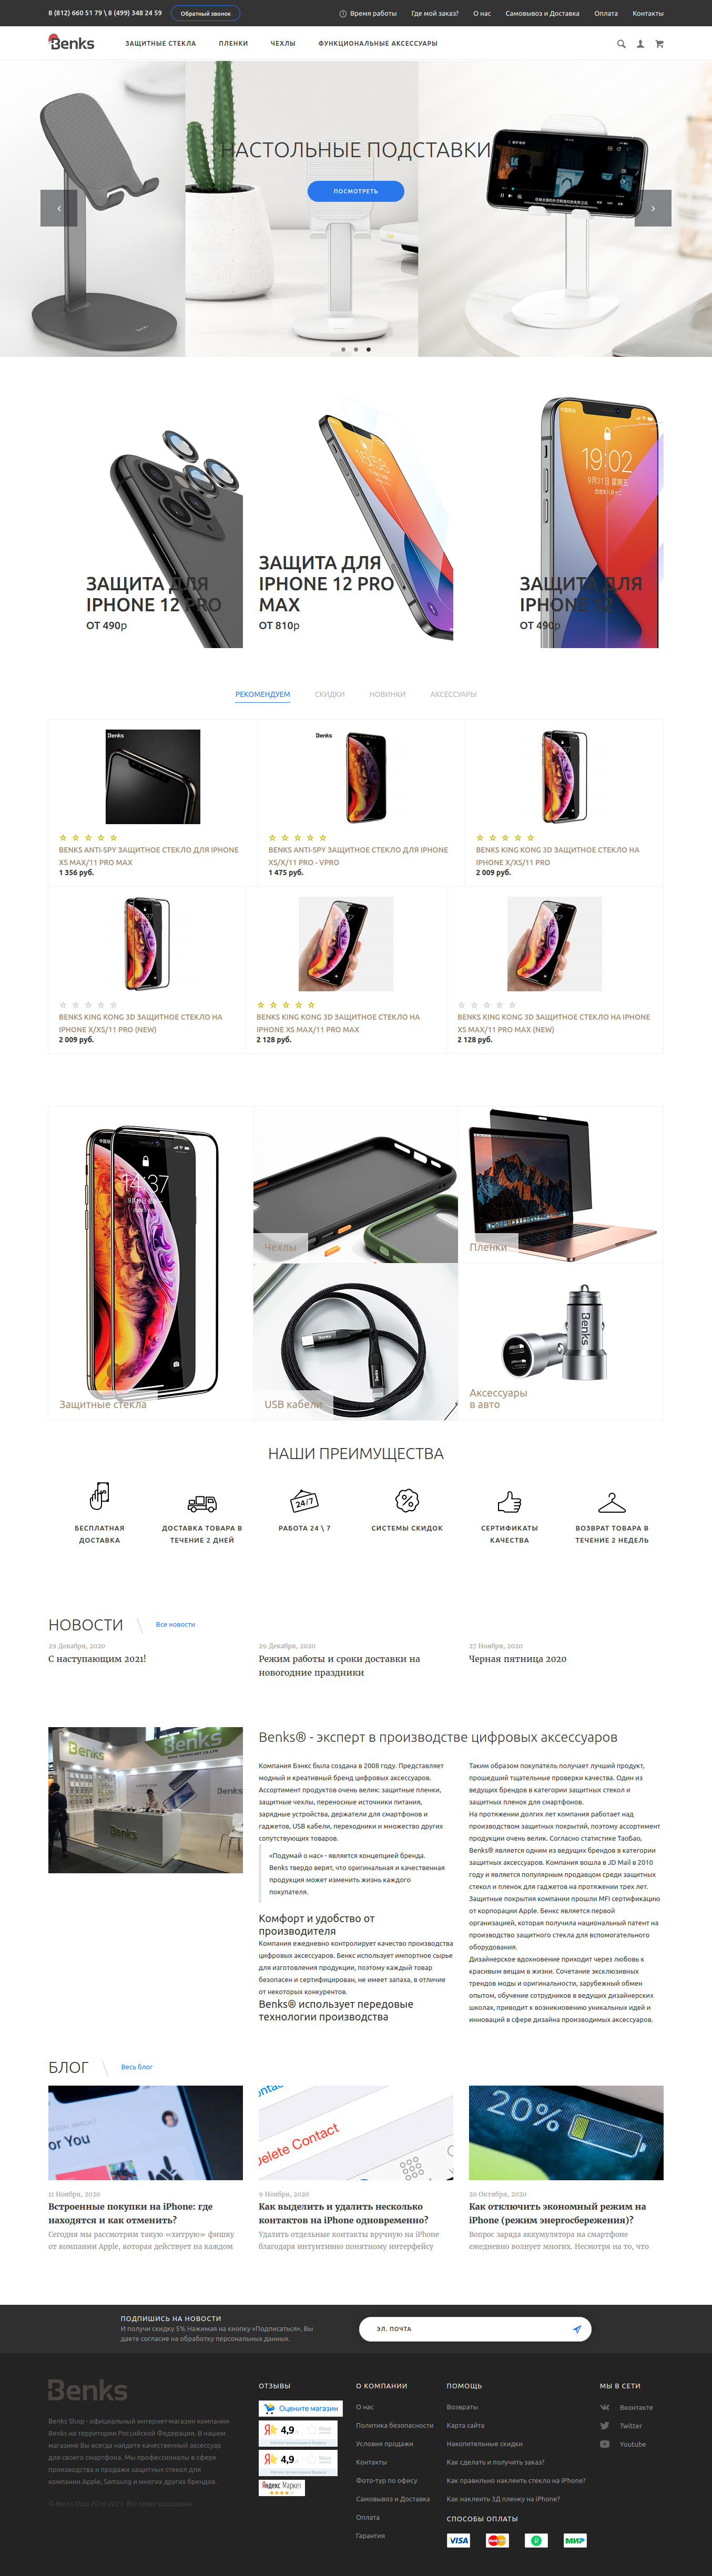 8 (812) 660 51 79 \ 8 (499) 348 24 59
Обратный звонок
Время работы
Где мой заказ?
О нас
Самовывоз и Доставка
Оплата
Контакты
Benks
ЗАЩИТНЫЕ СТЕКЛА
ПЛЕНКИ
ЧЕХЛЫ
ФУНКЦИОНАЛЬНЫЕ АКСЕССУАРЫ
НАСТОЛЬНЫЕ ПОДСТАВКИ
ПОСМОТРЕТЬ
ЗАЩИТА ДЛЯ
IPHONE 12 PRO
ОТ 490р
ЗАЩИТА ДЛЯ
IPHONE 12 PRO
MAX
ОТ 810р
19:02
9月21日 星期五
ЗАЩИТА ДЛЯ
IPHONE 12
ОТ 490р
РЕКОМЕНДУЕМ
СКИДКИ
НОВИНКИ
АКСЕССУАРЫ
Benks
Benks
BENKS ANTI-SPY ЗАЩИТНОЕ СТЕКЛО ДЛЯ IPHONE
XS MAX/11 PRO MAX
1 356 руб.
BENKS ANTI-SPY ЗАЩИТНОЕ СТЕКЛО ДЛЯ IPHONE
XS/X/11 PRO - VPRO
1 475 руб.
BENKS KING KONG 3D ЗАЩИТНОЕ СТЕКЛО НА
IPHONE X/XS/11 PRO
2 009 руб.
BENKS KING KONG 3D ЗАЩИТНОЕ СТЕКЛО НА
IPHONE X/XS/11 PRO (NEW)
2 009 руб.
BENKS KING KONG 3D ЗАЩИТНОЕ СТЕКЛО НА
IPHONE XS MAX/11 PRO MAX
2 128 руб.
BENKS KING KONG 3D ЗАЩИТНОЕ СТЕКЛО НА IPHONE
XS MAX/11 PRO MAX (NEW)
2 128 руб.
14:37
Защитные стекла
Чехлы
Пленки
USB кабели
Benks
Аксессуары
в авто
НАШИ ПРЕИМУЩЕСТВА
24/7
БЕСПЛАТНАЯ
ДОСТАВКА
ДОСТАВКА ТОВАРА В
ТЕЧЕНИЕ 2 ДНЕЙ
РАБОТА 24 \ 7
СИСТЕМЫ СКИДОК
СЕРТИФИКАТЫ
КАЧЕСТВА
ВОЗВРАТ ТОВАРА В
ТЕЧЕНИЕ 2 НЕДЕЛЬ
НОВОСТИ
Все новости
29 Декабря, 2020
С наступающим 2021!
29 Декабря, 2020
Режим работы и сроки доставки на
новогодние праздники
27 Ноября, 2020
Черная пятница 2020
Benks
Benks
Benks
Benks® - эксперт в производстве цифровых аксессуаров
Компания Бэнкс была создана в 2008 году. Представляет
модный и креативный бренд цифровых аксессуаров.
Ассортимент продуктов очень велик: защитные пленки,
защитные чехлы, переносные источники питания,
зарядные устройства, держатели для смартфонов и
гаджетов, USB кабели, переходники и множество других
сопутствующих товаров.
«Подумай о нас» - является концепцией бренда.
Benks твердо верят, что оригинальная и качественная
продукция может изменить жизнь каждого
покупателя.
Комфорт и удобство от
производителя
Компания ежедневно контролирует качество производства
цифровых аксессуаров. Бенкс использует импортное сырье
для изготовления продукции, поэтому каждый товар
безопасен и сертифицирован, не имеет запаха, в отличие
от некоторых конкурентов.
Benks® использует передовые
технологии производства
Таким образом покупатель получает лучший продукт,
прошедший тщательные проверки качества. Один из
ведущих брендов в категории защитных стекол и
защитных пленок для смартфонов.
На протяжении долгих лет компания работает над
производством защитных покрытий, поэтому ассортимент
продукции очень велик. Согласно статистике ТаоБао,
Benks® является одним из ведущих брендов в категории
защитных аксессуаров. Компания вошла в JD Mail в 2010
году и является популярным продавцом среди защитных
стекол и пленок для гаджетов на протяжении трех лет.
Защитные покрытия компании прошли MFI сертификацию
от корпорации Apple. Бенкс является первой
организацией, которая получила национальный патент на
производство защитного стекла для вспомогательного
оборудования.
Дизайнерское вдохновение приходит через любовь к
красивым вещам в жизни. Сочетание эксклюзивных
трендов моды и оригинальности, зарубежный обмен
опытом, обучение сотрудников в ведущих дизайнерских
школах, приводит к возникновению уникальных идей и
инноваций в сфере дизайна производимых аксессуаров.
БЛОГ
Весь блог
or You
Delete Contact
20%
11 Ноября, 2020
Встроенные покупки на iPhone: где
находятся и как отменить?
Сегодня мы рассмотрим такую «хитрую» фишку
от компании Apple, которая действует на каждом
9 Ноября, 2020
Как выделить и удалить несколько
контактов на iPhone одновременно?
Удалить отдельные контакты вручную на iPhone
благодаря интуитивно понятному интерфейсу
20 Октября, 2020
Как отключить экономный режим на
iPhone (режим энергосбережения)?
Вопрос заряда аккумулятора на смартфоне
ежедневно волнует многих. Несмотря на то, что
ПОДПИШИСЬ НА НОВОСТИ
И получи скидку 5% Нажимая на кнопку «Подписаться», Вы
даете согласие на обработку персональных данных.
ЭЛ. ПОЧТА
Benks
Benks Shop - официальный интернет-магазин компании
Benks на территории Российской Федерации. В нашем
магазине Вы всегда найдете качественный аксессуар
для своего смартфона. Мы профессионалы в сфере
производства и продажи защитных стекол для
компании Apple, Samsung и многих других брендов.
© Benks Shop 2016-2021. Все права защищены.
ОТЗЫВЫ
Оцените магазин
4,9
4,9
Яндекс Маркет
О КОМПАНИИ
О нас
Политика безопасности
Условия продажи
Контакты
Фото-тур по офису
Самовывоз и Доставка
Оплата
Гарантия
ПОМОЩЬ
Возвраты
Карта сайта
Накопительные скидки
Как сделать и получить заказ?
Как правильно наклеить стекло на iPhone?
Как наклеить 3Д пленку на iPhone?
СПОСОБЫ ОПЛАТЫ
VISA
МИР
МЫ В СЕТИ
Вконтакте
Twitter
Youtube